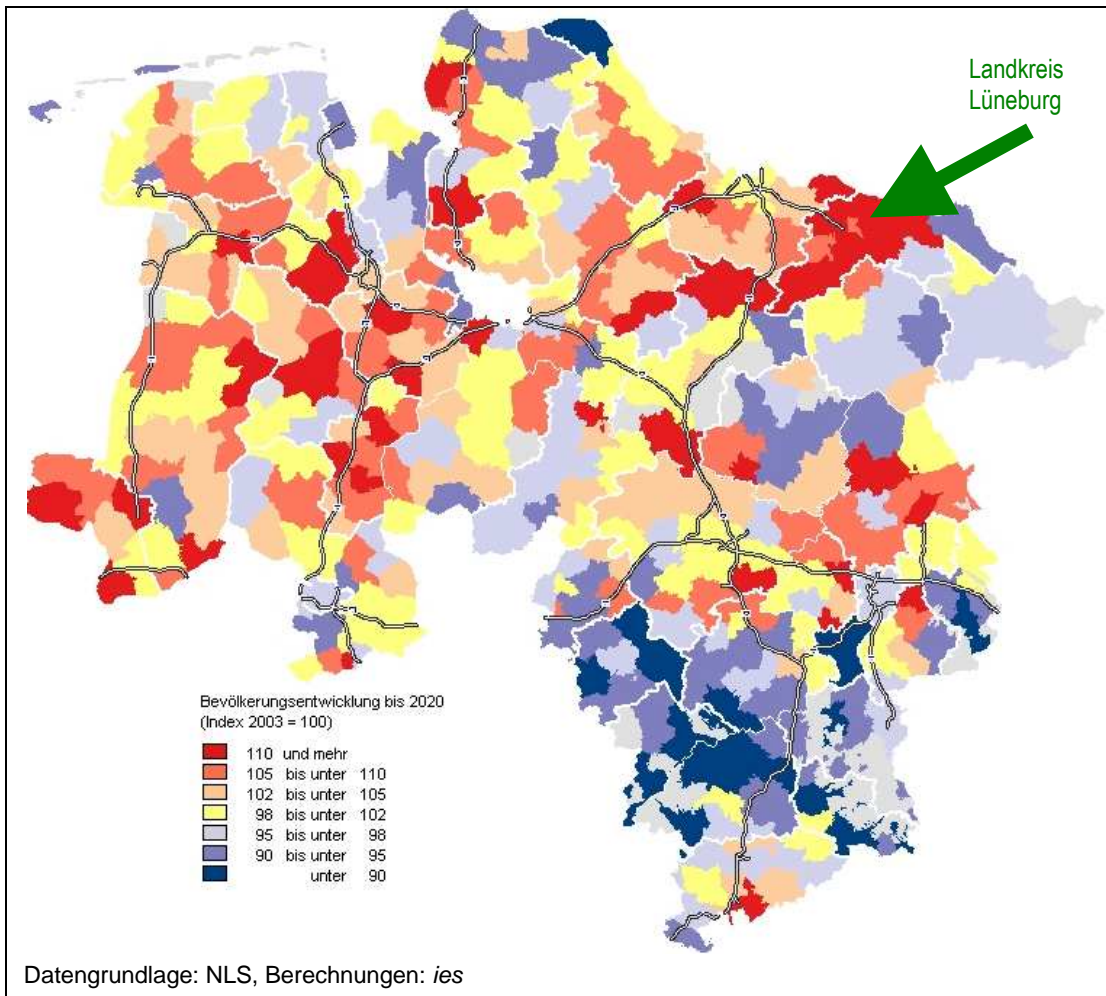 Landkreis
Lüneburg
Bevölkerungsentwicklung bis 2020
(Index 2003 = 100)
110 und mehr
105 bis unter 110
102 bis unter 105
98 bis unter 102
95 bis unter 98
90 bis unter 95
unter 90
Datengrundlage: NLS, Berechnungen: ies